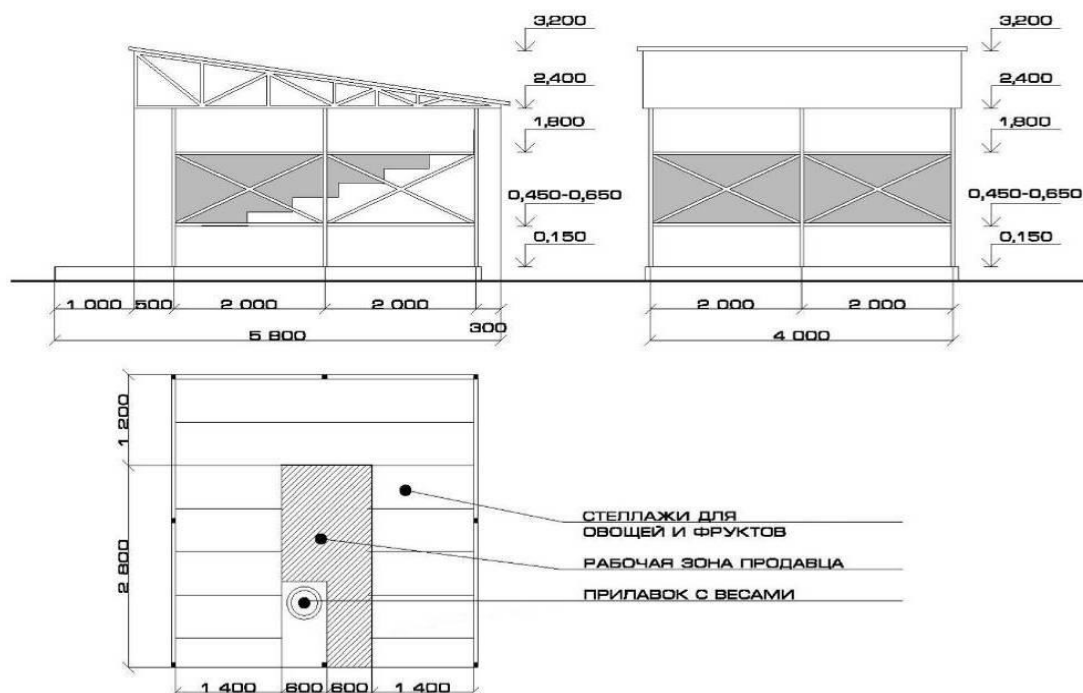 3,200
2,400
1,800
0,450-0,650
0,150
1 000 500 2 000 2 000
300
5 800
3,200
2,400
1,800
0,450-0,650
0,150
2 000 2 000
4 000
1 200
2 800
СТЕЛЛАЖИ ДЛЯ
ОВОЩЕЙ И ФРУКТОВ
РАБОЧАЯ ЗОНА ПРОДАВЦА
ПРИЛАВОК С ВЕСАМИ
1 400 600 600 1 400